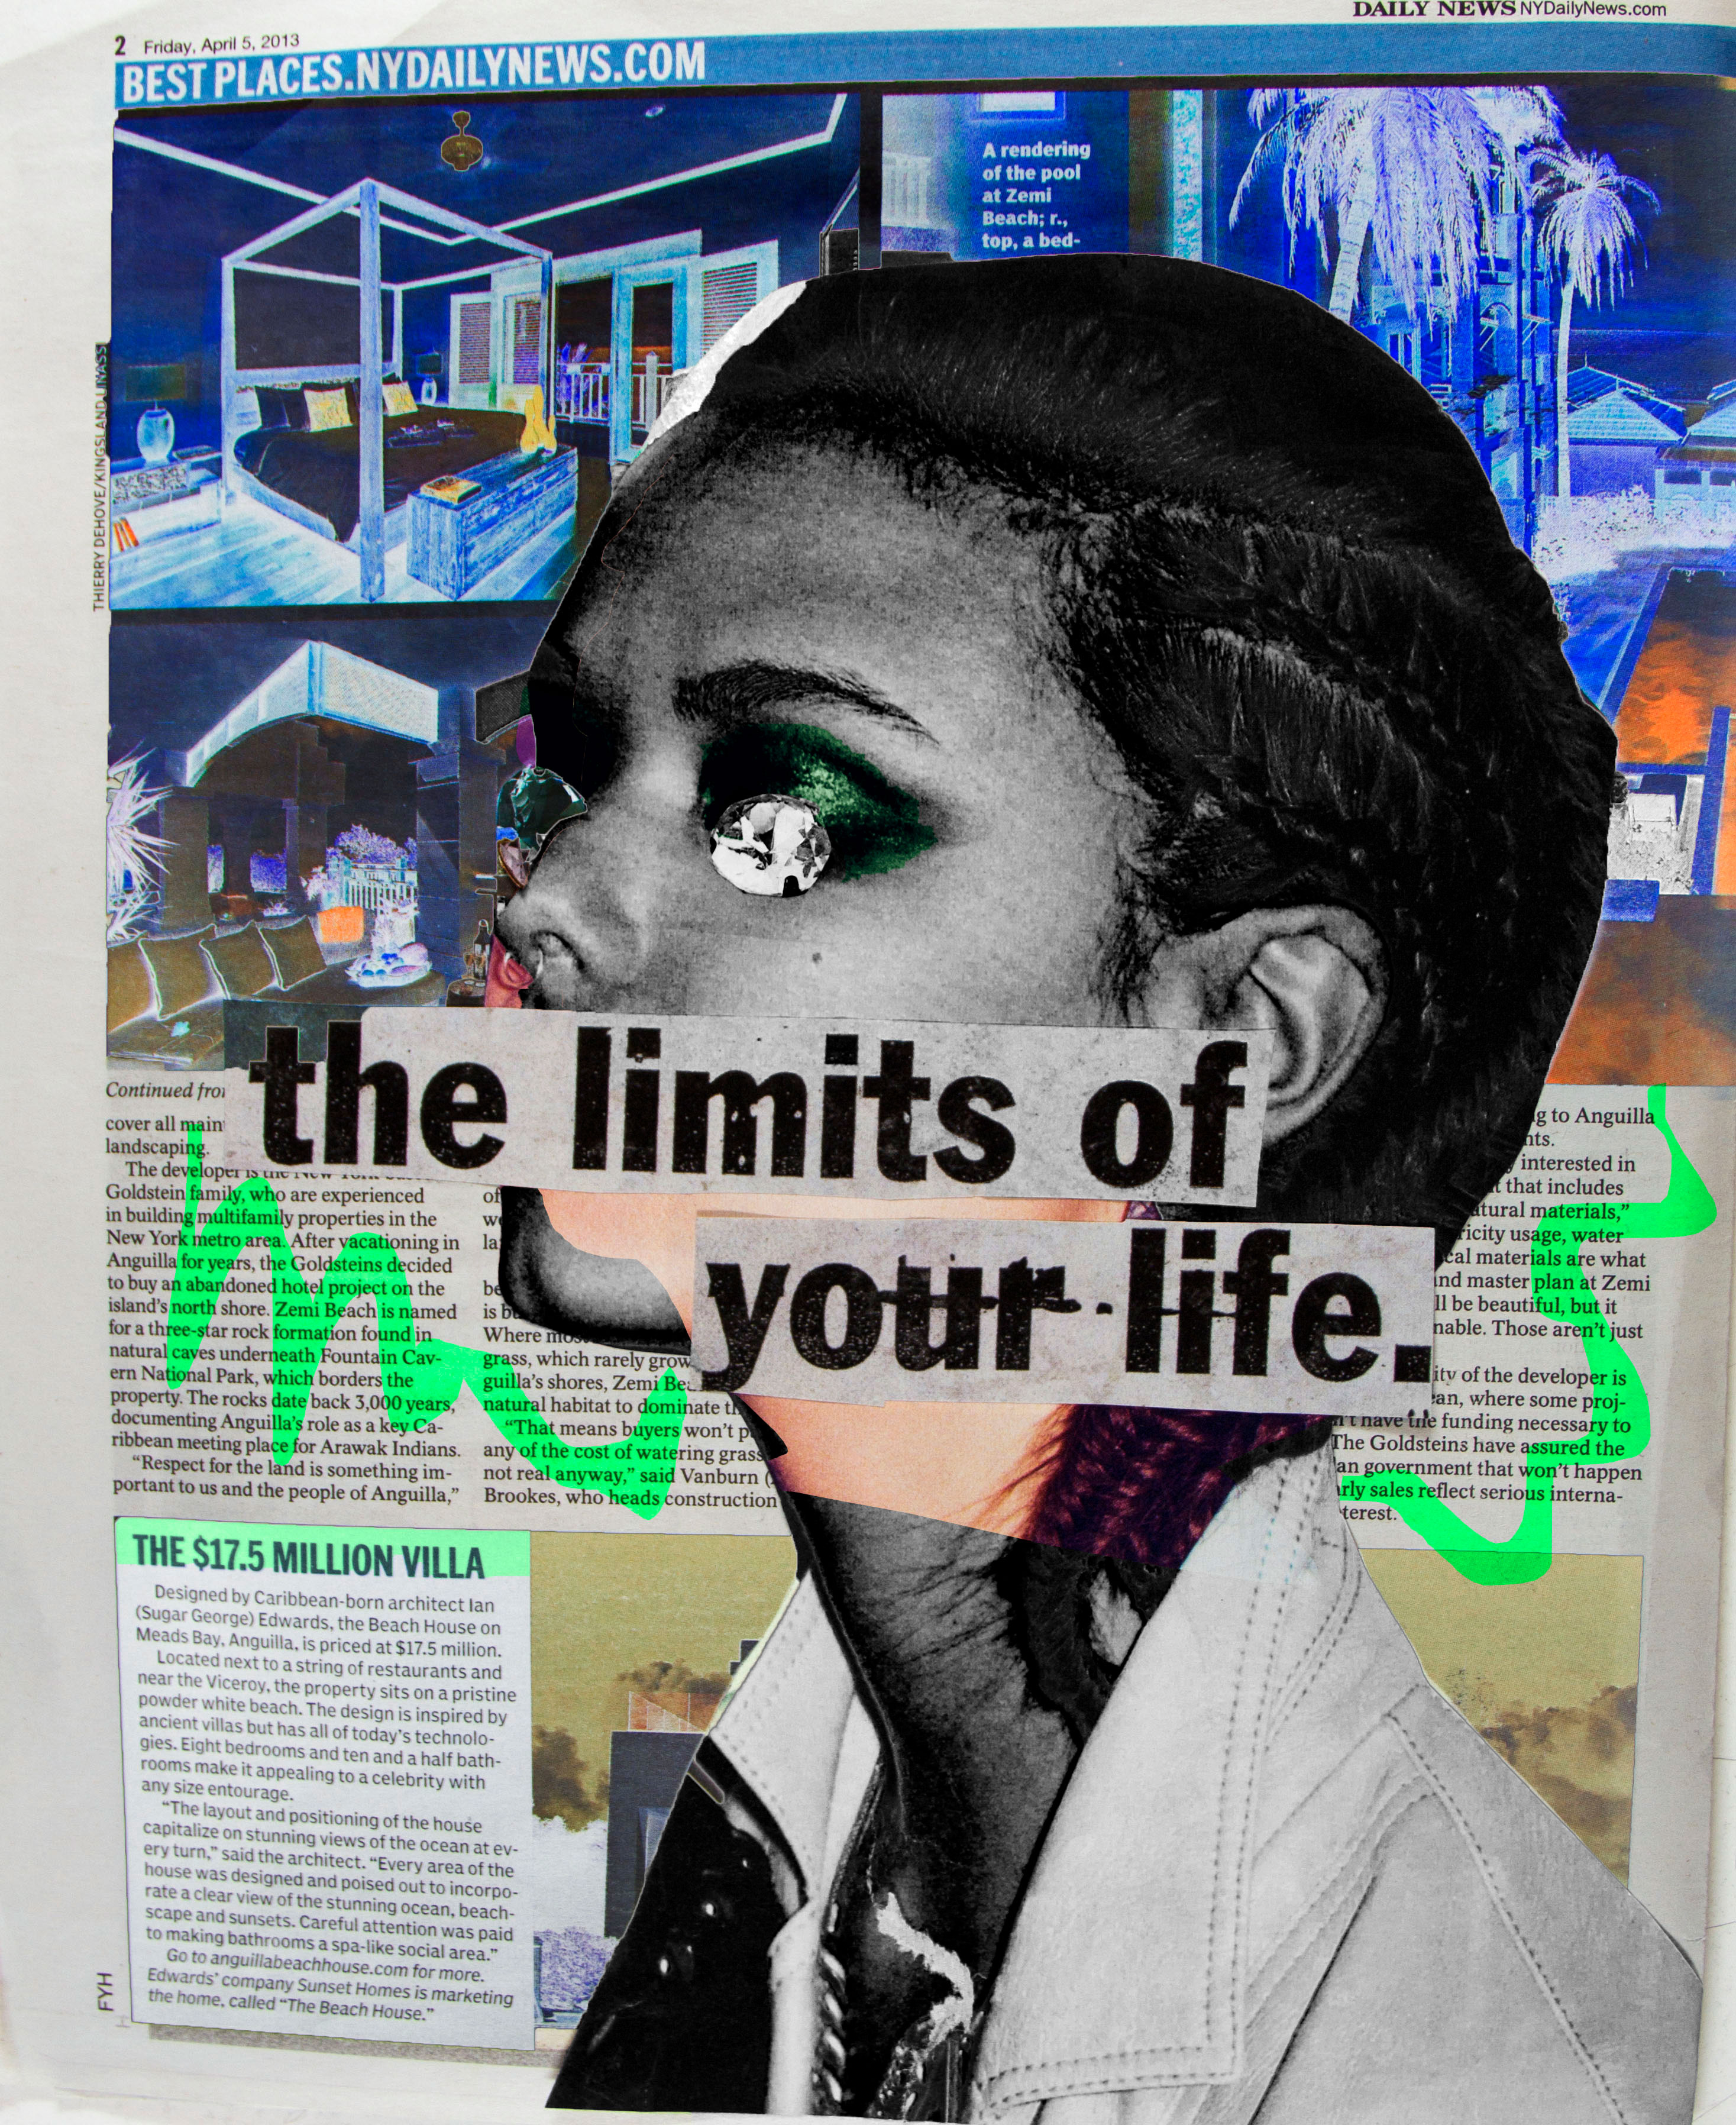 DAILY NEWS NYDailyNews.com
2 Friday, April 5, 2013
BEST PLACES.NYDAILYNEWS.COM
A rendering
of the pool
at Zemi
Beach; r.,
top, a bed-
THIERRY DEHOVE/KINGSLAND LINASS
the limits of
your life.
Continued from
cover all main
landscaping.
The developer is the New York
Goldstein family, who are experienced
in building multifamily properties in the
New York metro area. After vacationing in
Anguilla for years, the Goldsteins decided
to buy an abandoned hotel project on the
island's north shore. Zemi Beach is named
for a three-star rock formation found in
natural caves underneath Fountain Cav-
ern National Park, which borders the
property. The rocks date back 3,000 years,
documenting Anguilla's role as a key Ca-
ribbean meeting place for Arawak Indians.
"Respect for the land is something im-
portant to us and the people of Anguilla,"
of
we
la
be
is b
Where mos
grass, which rarely grow
guilla's shores, Zemi Bea
natural habitat to dominate th
"That means buyers won't p
any of the cost of watering grass
not real anyway," said Vanburn (
Brookes, who heads construction
g to Anguilla
nts.
interested in
t that includes
atural materials,"
ricity usage, water
cal materials are what
nd master plan at Zemi
ll be beautiful, but it
nable. Those aren't just
ity of the developer is
ean, where some proj-
n't have the funding necessary to
The Goldsteins have assured the
an government that won't happen
rly sales reflect serious interna-
terest.
THE $17.5 MILLION VILLA
Designed by Caribbean-born architect Ian
(Sugar George) Edwards, the Beach House on
Meads Bay, Anguilla, is priced at $17.5 million.
Located next to a string of restaurants and
near the Viceroy, the property sits on a pristine
powder white beach. The design is inspired by
ancient villas but has all of today's technolo-
gies. Eight bedrooms and ten and a half bath-
rooms make it appealing to a celebrity with
any size entourage.
"The layout and positioning of the house
capitalize on stunning views of the ocean at ev-
ery turn," said the architect. "Every area of the
house was designed and poised out to incorpo-
rate a clear view of the stunning ocean, beach-
scape and sunsets. Careful attention was paid
to making bathrooms a spa-like social area."
Go to anguillabeachhouse.com for more.
Edwards' company Sunset Homes is marketing
the home, called "The Beach House."
FYH